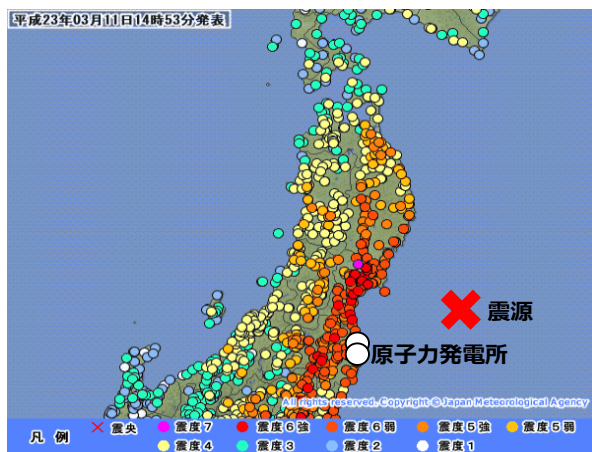 平成23年03月11日14時53分発表
震源
原子力発電所
All rights reserved. Copyright © Japan Meteorological Agency
凡 例 震央 震度7 震度6強 震度6弱 震度5強 震度5弱
震度4 震度3 震度2 震度1